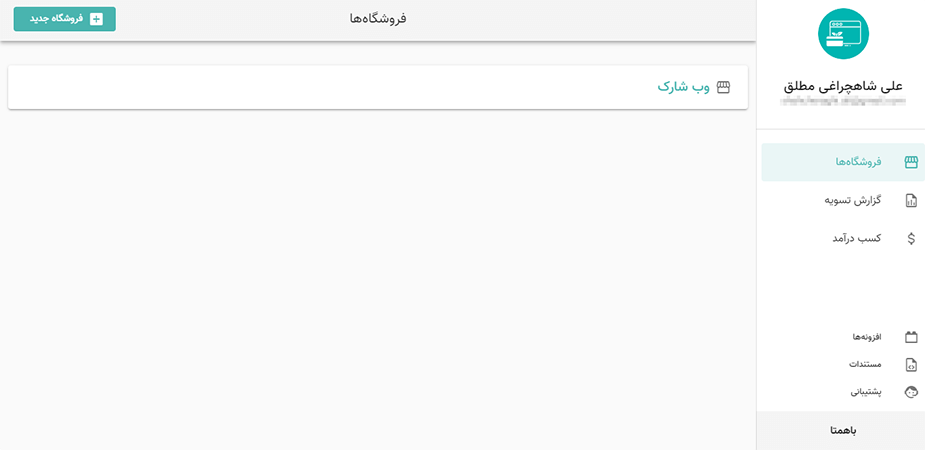 فروشگاه‌ها
فروشگاه جدید
وب شارک
علی شاهچراغی مطلق
فروشگاه‌ها
گزارش تسویه
کسب درآمد
افزونه‌ها
مستندات
پشتیبانی
باهمتا